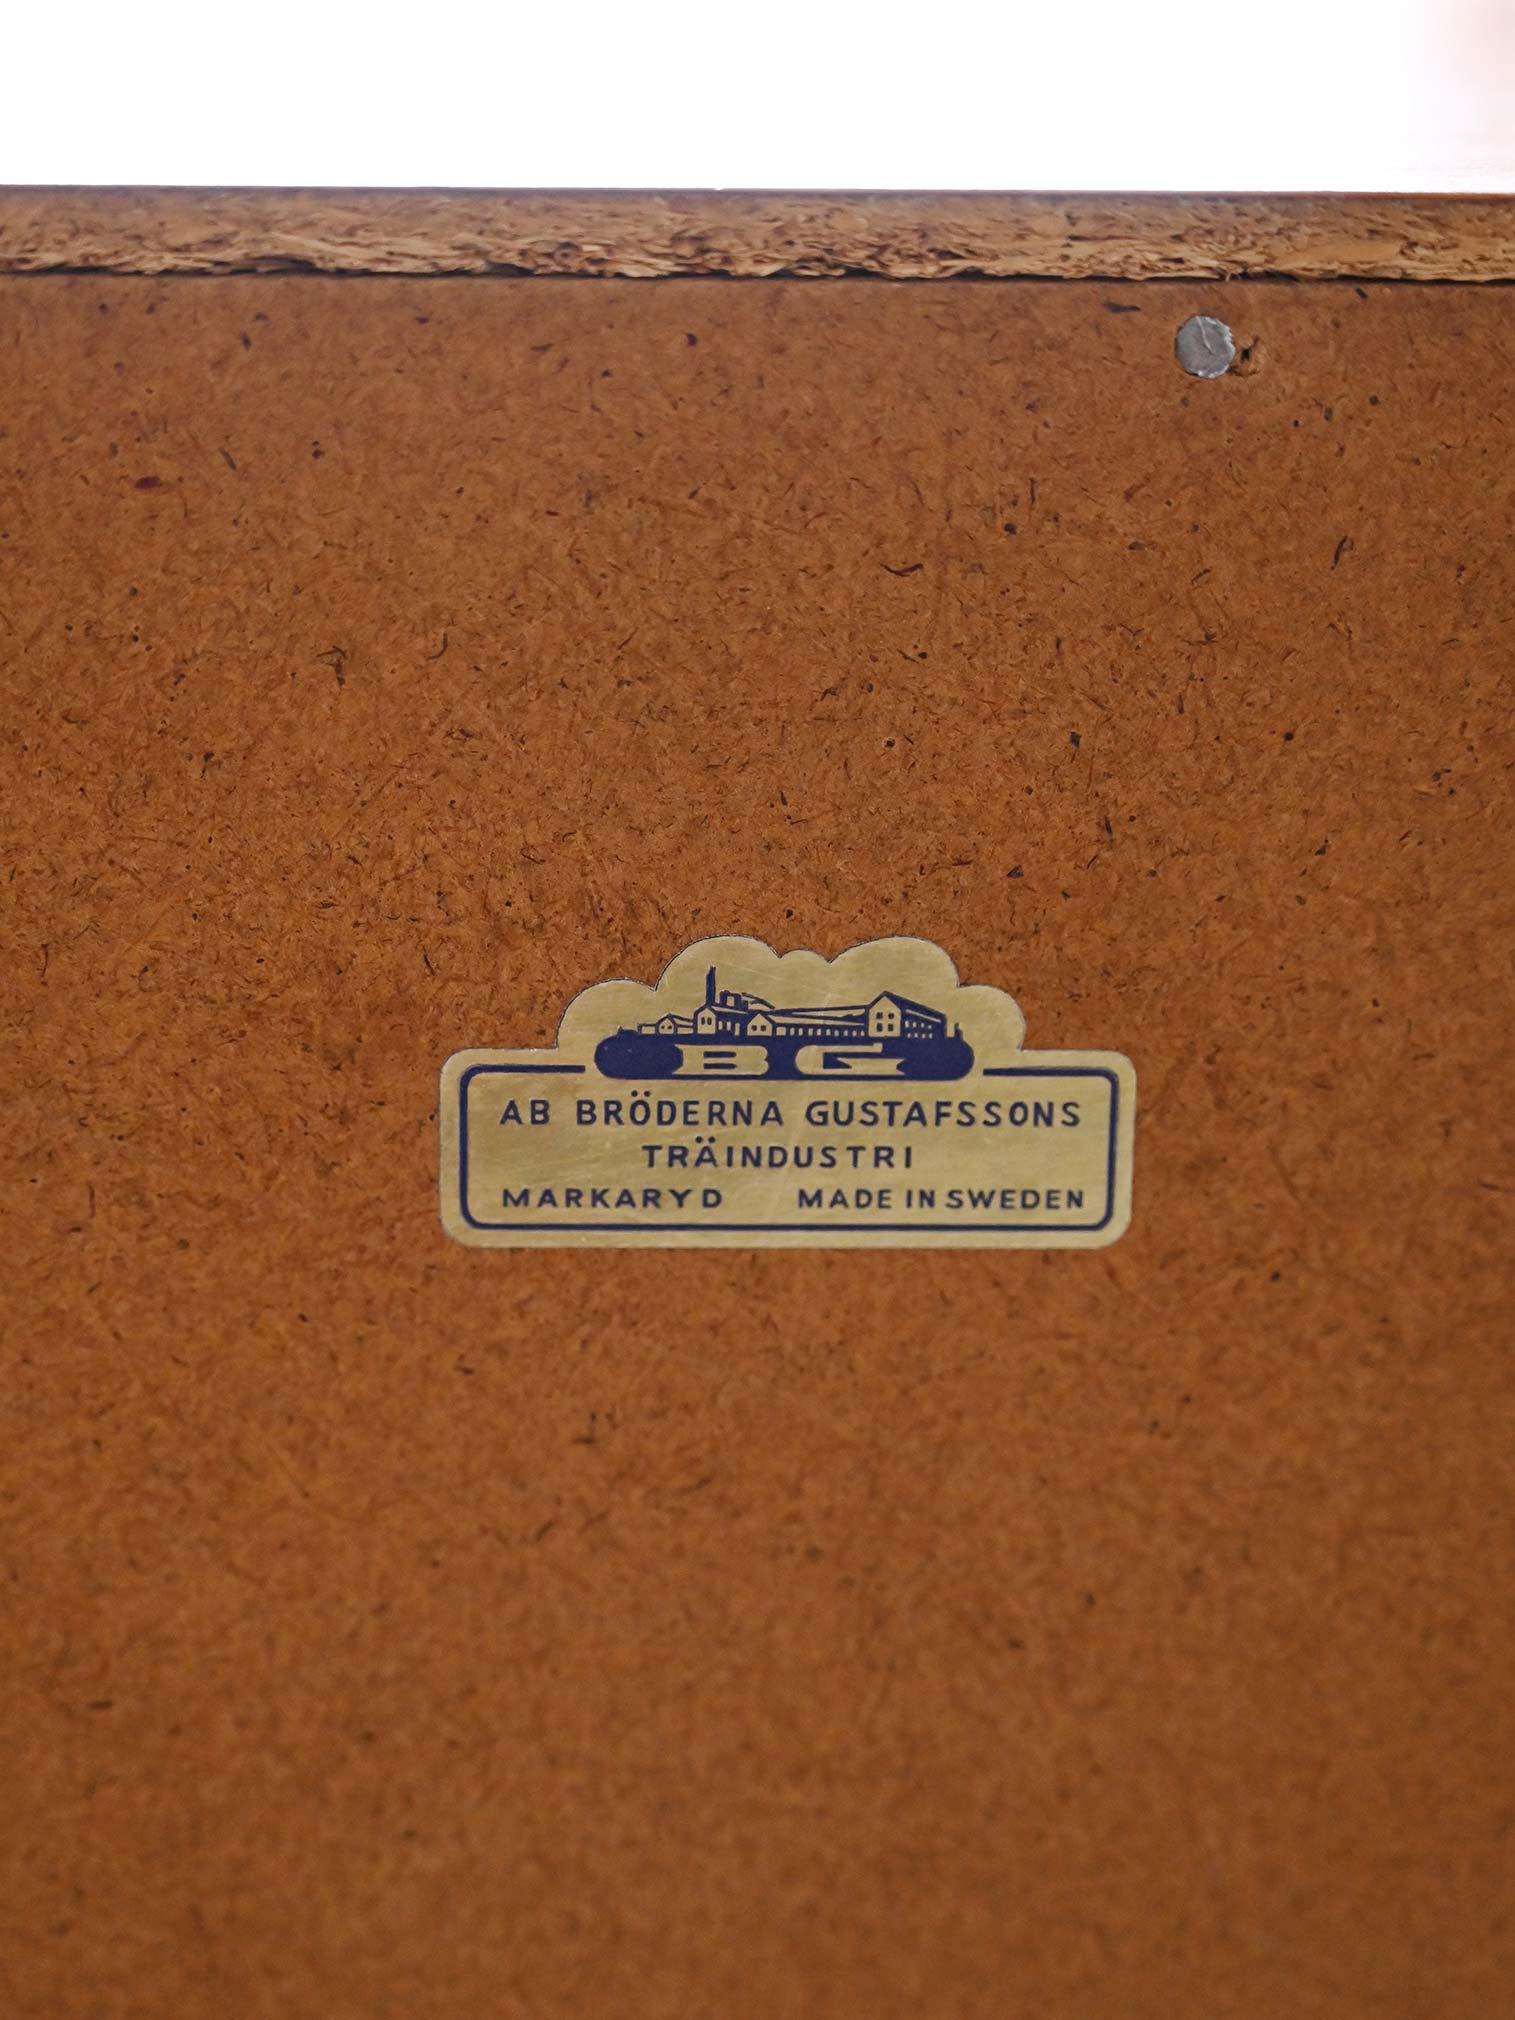 BG
AB BRÖDERNA GUSTAFSSONS
TRÄINDUSTRI
MARKARYD MADE IN SWEDEN